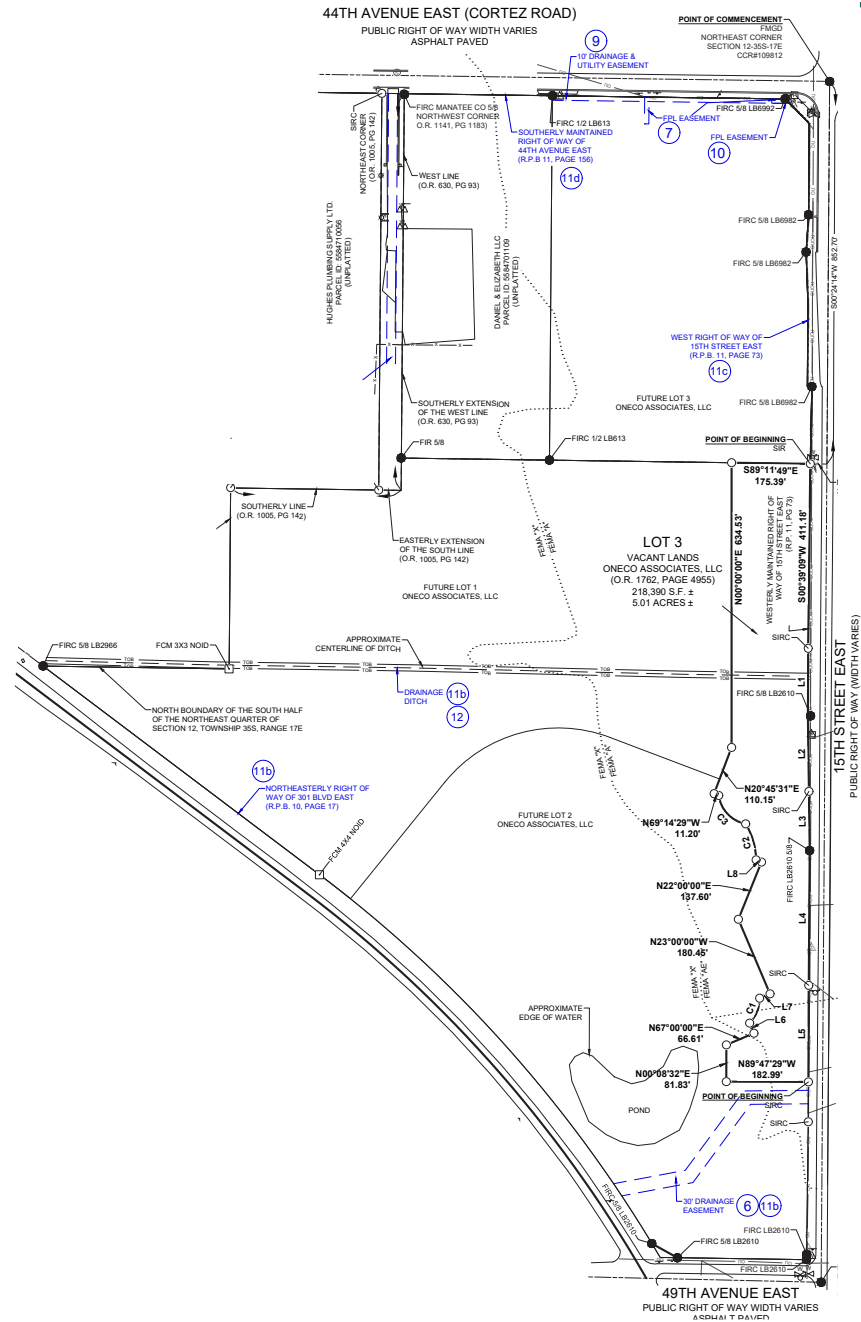 44TH AVENUE EAST (CORTEZ ROAD)
PUBLIC RIGHT OF WAY WIDTH VARIES
ASPHALT PAVED
POINT OF COMMENCEMENT
FMGD
NORTHEAST CORNER
SECTION 12-35S-17E
CCR#109812
9
10' DRAINAGE &
UTILITY EASEMENT
SIRC
NORTHEAST CORNER
(O.R. 1005, PG 142)
FIRC MANATEE CO 5/8
NORTHWEST CORNER
O.R. 1141, PG 1183)
FIRC 1/2 LB613
SOUTHERLY MAINTAINED
RIGHT OF WAY OF
44TH AVENUE EAST
(R.P.B 11, PAGE 156)
11d
FPL EASEMENT
7
FIRC 5/8 LB6992
FPL EASEMENT
10
WEST LINE
(O.R. 630, PG 93)
HUGHES PLUMBING SUPPLY LTD.
PARCEL ID: 5584710056
(UNPLATTED)
DANIEL & ELIZABETH LLC
PARCEL ID: 5584701109
(UNPLATTED)
FIRC 5/8 LB6982
FIRC 5/8 LB6982
S00°24'14"W 852.70'
WEST RIGHT OF WAY OF
15TH STREET EAST
(R.P.B. 11, PAGE 73)
11c
FIRC 5/8 LB6982
FUTURE LOT 3
ONECO ASSOCIATES, LLC
SOUTHERLY EXTENSION
OF THE WEST LINE
(O.R. 630, PG 93)
FIR 5/8
FIRC 1/2 LB613
POINT OF BEGINNING
SIR
S89°11'49"E
175.39'
SOUTHERLY LINE
(O.R. 1005, PG 142)
EASTERLY EXTENSION
OF THE SOUTH LINE
(O.R. 1005, PG 142)
FEMA "X"
FEMA "A"
LOT 3
VACANT LANDS
ONECO ASSOCIATES, LLC
(O.R. 1762, PAGE 4955)
218,390 S.F. ±
5.01 ACRES ±
N00°00'00"E 634.53'
WESTERLY MAINTAINED RIGHT OF
WAY OF 15TH STREET EAST
(R.P. 11, PG 73)
S00°39'09"W 411.18'
FUTURE LOT 1
ONECO ASSOCIATES, LLC
FIRC 5/8 LB2966
FCM 3X3 NOID
APPROXIMATE
CENTERLINE OF DITCH
SIRC
TOB TOB TOB TOB TOB TOB TOB
TOB TOB TOB TOB TOB TOB TOB
L1
DRAINAGE
DITCH
11b
12
FIRC 5/8 LB2610
NORTH BOUNDARY OF THE SOUTH HALF
OF THE NORTHEAST QUARTER OF
SECTION 12, TOWNSHIP 35S, RANGE 17E
15TH STREET EAST
PUBLIC RIGHT OF WAY (WIDTH VARIES)
L2
FEMA "X"
FEMA "A"
11b
NORTHEASTERLY RIGHT OF
WAY OF 301 BLVD EAST
(R.P.B. 10, PAGE 17)
N20°45'31"E
110.15'
SIRC
N69°14'29"W
11.20'
C3
L3
FUTURE LOT 2
ONECO ASSOCIATES, LLC
FCM 4X4 NOID
C2
L8
FIRC LB2610 5/8
N22°00'00"E
137.60'
L4
N23°00'00"W
180.45'
FEMA "X"
FEMA "AE"
SIRC
L7
C1
L6
L5
APPROXIMATE
EDGE OF WATER
N67°00'00"E
66.61'
N89°47'29"W
182.99'
N00°08'32"E
81.83'
POINT OF BEGINNING
SIRC
POND
SIRC
30' DRAINAGE
EASEMENT
6
11b
FIRC 5/8 LB2610
FIRC LB2610
FIRC 5/8 LB2610
FIRC LB2610
49TH AVENUE EAST
PUBLIC RIGHT OF WAY WIDTH VARIES
ASPHALT PAVED